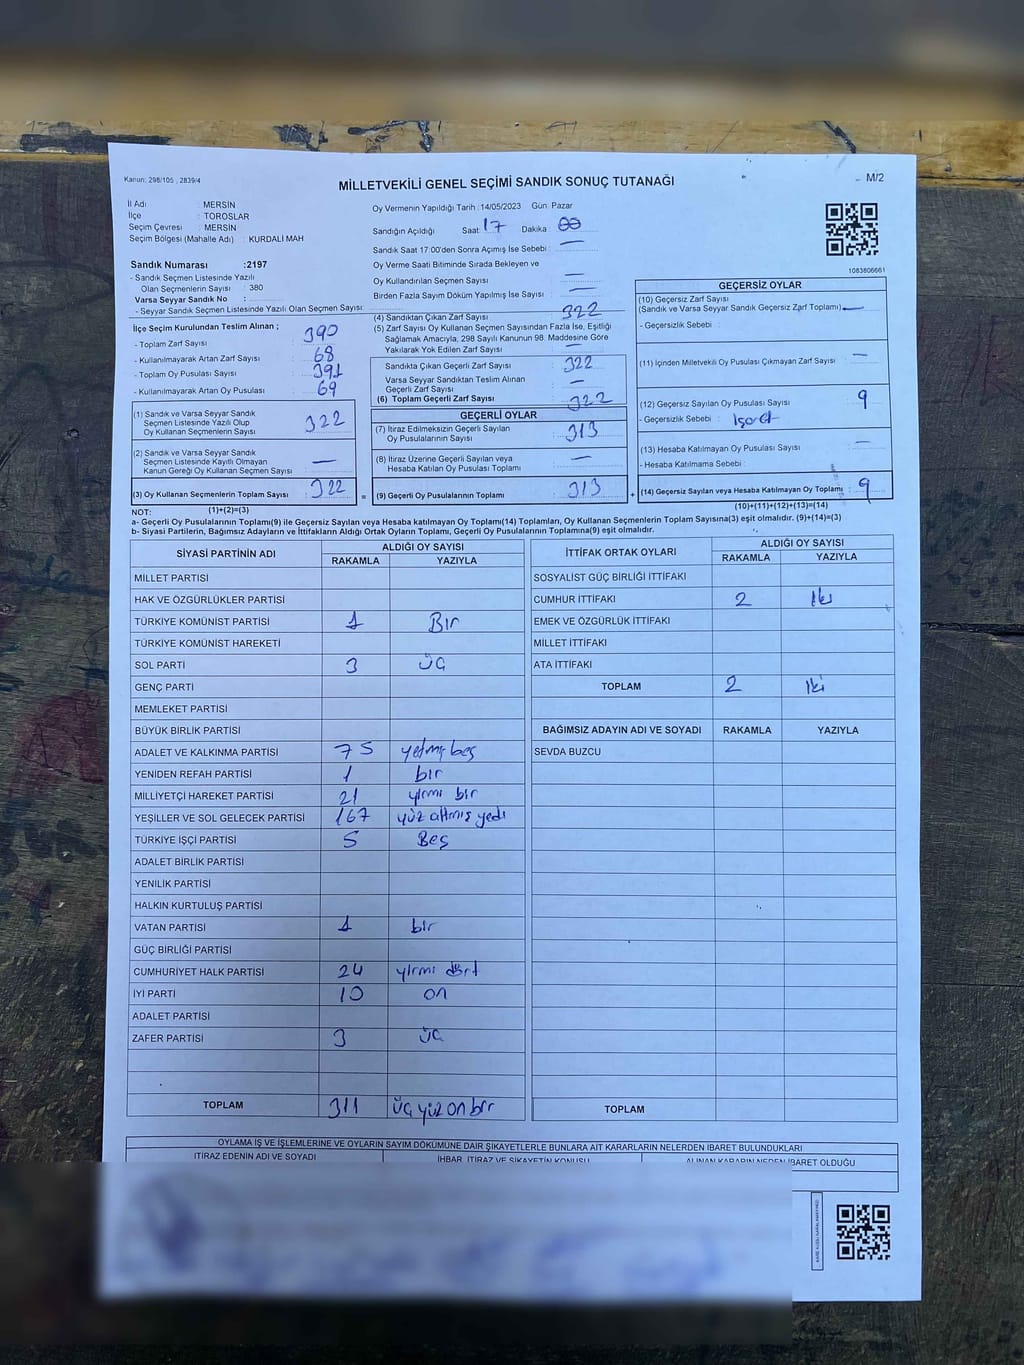 Kanun: 298/105 , 2839/4
MİLLETVEKİLİ GENEL SEÇİMİ SANDIK SONUÇ TUTANAĞI
M/2
İl Adı : MERSİN
İlçe : TOROSLAR
Seçim Çevresi : MERSİN
Seçim Bölgesi (Mahalle Adı) : KURDALİ MAH
Oy Vermenin Yapıldığı Tarih :14/05/2023 Gün: Pazar
Sandığın Açıldığı Saat: 17 Dakika : 00
Sandık Saat 17:00'den Sonra Açımış İse Sebebi : —
Oy Verme Saati Bitiminde Sırada Bekleyen ve
Oy Kullandırılan Seçmen Sayısı : —
Birden Fazla Sayım Döküm Yapılmış İse Sayısı : —
1083806661
Sandık Numarası :2197
- Sandık Seçmen Listesinde Yazılı
Olan Seçmenlerin Sayısı : 380
Varsa Seyyar Sandık No :
- Seyyar Sandık Seçmen Listesinde Yazılı Olan Seçmen Sayısı:
İlçe Seçim Kurulundan Teslim Alınan ;
- Toplam Zarf Sayısı : 390
- Kullanılmayarak Artan Zarf Sayısı : 68
- Toplam Oy Pusulası Sayısı : 391
- Kullanılmayarak Artan Oy Pusulası : 69
(1) Sandık ve Varsa Seyyar Sandık
Seçmen Listesinde Yazılı Olup
Oy Kullanan Seçmenlerin Sayısı : 322
(2) Sandık ve Varsa Seyyar Sandık
Seçmen Listesinde Kayıtlı Olmayan
Kanun Gereği Oy Kullanan Seçmen Sayısı : —
(3) Oy Kullanan Seçmenlerin Toplam Sayısı : 322
(1)+(2)=(3)
(4) Sandıktan Çıkan Zarf Sayısı : 322
(5) Zarf Sayısı Oy Kullanan Seçmen Sayısından Fazla İse, Eşitliği
Sağlamak Amacıyla, 298 Sayılı Kanunun 98. Maddesine Göre
Yakılarak Yok Edilen Zarf Sayısı : —
Sandıkta Çıkan Geçerli Zarf Sayısı : 322
Varsa Seyyar Sandıktan Teslim Alınan
Geçerli Zarf Sayısı : —
(6) Toplam Geçerli Zarf Sayısı : 322
GEÇERLİ OYLAR
(7) İtiraz Edilmeksizin Geçerli Sayılan
Oy Pusulalarının Sayısı : 313
(8) İtiraz Üzerine Geçerli Sayılan veya
Hesaba Katılan Oy Pusulası Toplamı : —
= (9) Geçerli Oy Pusulalarının Toplamı : 313
GEÇERSİZ OYLAR
(10) Geçersiz Zarf Sayısı
(Sandık ve Varsa Seyyar Sandık Geçersiz Zarf Toplamı) : —
- Geçersizlik Sebebi :
(11) İçinden Milletvekili Oy Pusulası Çıkmayan Zarf Sayısı : —
(12) Geçersiz Sayılan Oy Pusulası Sayısı : 9
- Geçersizlik Sebebi : İşaret
(13) Hesaba Katılmayan Oy Pusulası Sayısı : —
- Hesaba Katılmama Sebebi :
+ (14) Geçersiz Sayılan veya Hesaba Katılmayan Oy Toplamı : 9
(10)+(11)+(12)+(13)=(14)
NOT:
a- Geçerli Oy Pusulalarının Toplamı(9) ile Geçersiz Sayılan veya Hesaba katılmayan Oy Toplamı(14) Toplamları, Oy Kullanan Seçmenlerin Toplam Sayısına(3) eşit olmalıdır. (9)+(14)=(3)
b- Siyasi Partilerin, Bağımsız Adayların ve İttifakların Aldığı Ortak Oyların Toplamı, Geçerli Oy Pusulalarının Toplamına(9) eşit olmalıdır.
SİYASİ PARTİNİN ADI ALDIĞI OY SAYISI
RAKAMLA YAZIYLA
MİLLET PARTİSİ
HAK VE ÖZGÜRLÜKLER PARTİSİ
TÜRKİYE KOMÜNİST PARTİSİ 1 Bir
TÜRKİYE KOMÜNİST HAREKETİ
SOL PARTİ 3 üç
GENÇ PARTİ
MEMLEKET PARTİSİ
BÜYÜK BİRLİK PARTİSİ
ADALET VE KALKINMA PARTİSİ 75 yetmiş beş
YENİDEN REFAH PARTİSİ 1 bir
MİLLİYETÇİ HAREKET PARTİSİ 21 yirmi bir
YEŞİLLER VE SOL GELECEK PARTİSİ 167 yüz altmış yedi
TÜRKİYE İŞÇİ PARTİSİ 5 Beş
ADALET BİRLİK PARTİSİ
YENİLİK PARTİSİ
HALKIN KURTULUŞ PARTİSİ
VATAN PARTİSİ 1 bir
GÜÇ BİRLİĞİ PARTİSİ
CUMHURİYET HALK PARTİSİ 24 yirmi dört
İYİ PARTİ 10 on
ADALET PARTİSİ
ZAFER PARTİSİ 3 üç
TOPLAM 311 üç yüz on bir
İTTİFAK ORTAK OYLARI ALDIĞI OY SAYISI
RAKAMLA YAZIYLA
SOSYALİST GÜÇ BİRLİĞİ İTTİFAKI
CUMHUR İTTİFAKI 2 İki
EMEK VE ÖZGÜRLÜK İTTİFAKI
MİLLET İTTİFAKI
ATA İTTİFAKI
TOPLAM 2 İki
BAĞIMSIZ ADAYIN ADI VE SOYADI RAKAMLA YAZIYLA
SEVDA BUZCU
TOPLAM
OYLAMA İŞ VE İŞLEMLERİNE VE OYLARIN SAYIM DÖKÜMÜNE DAİR ŞİKAYETLERLE BUNLARA AİT KARARLARIN NELERDEN İBARET BULUNDUKLARI
İTİRAZ EDENİN ADI VE SOYADI İHBAR, İTİRAZ VE ŞİKAYETİN KONUSU ALINAN KARARIN NEDEN İBARET OLDUĞU